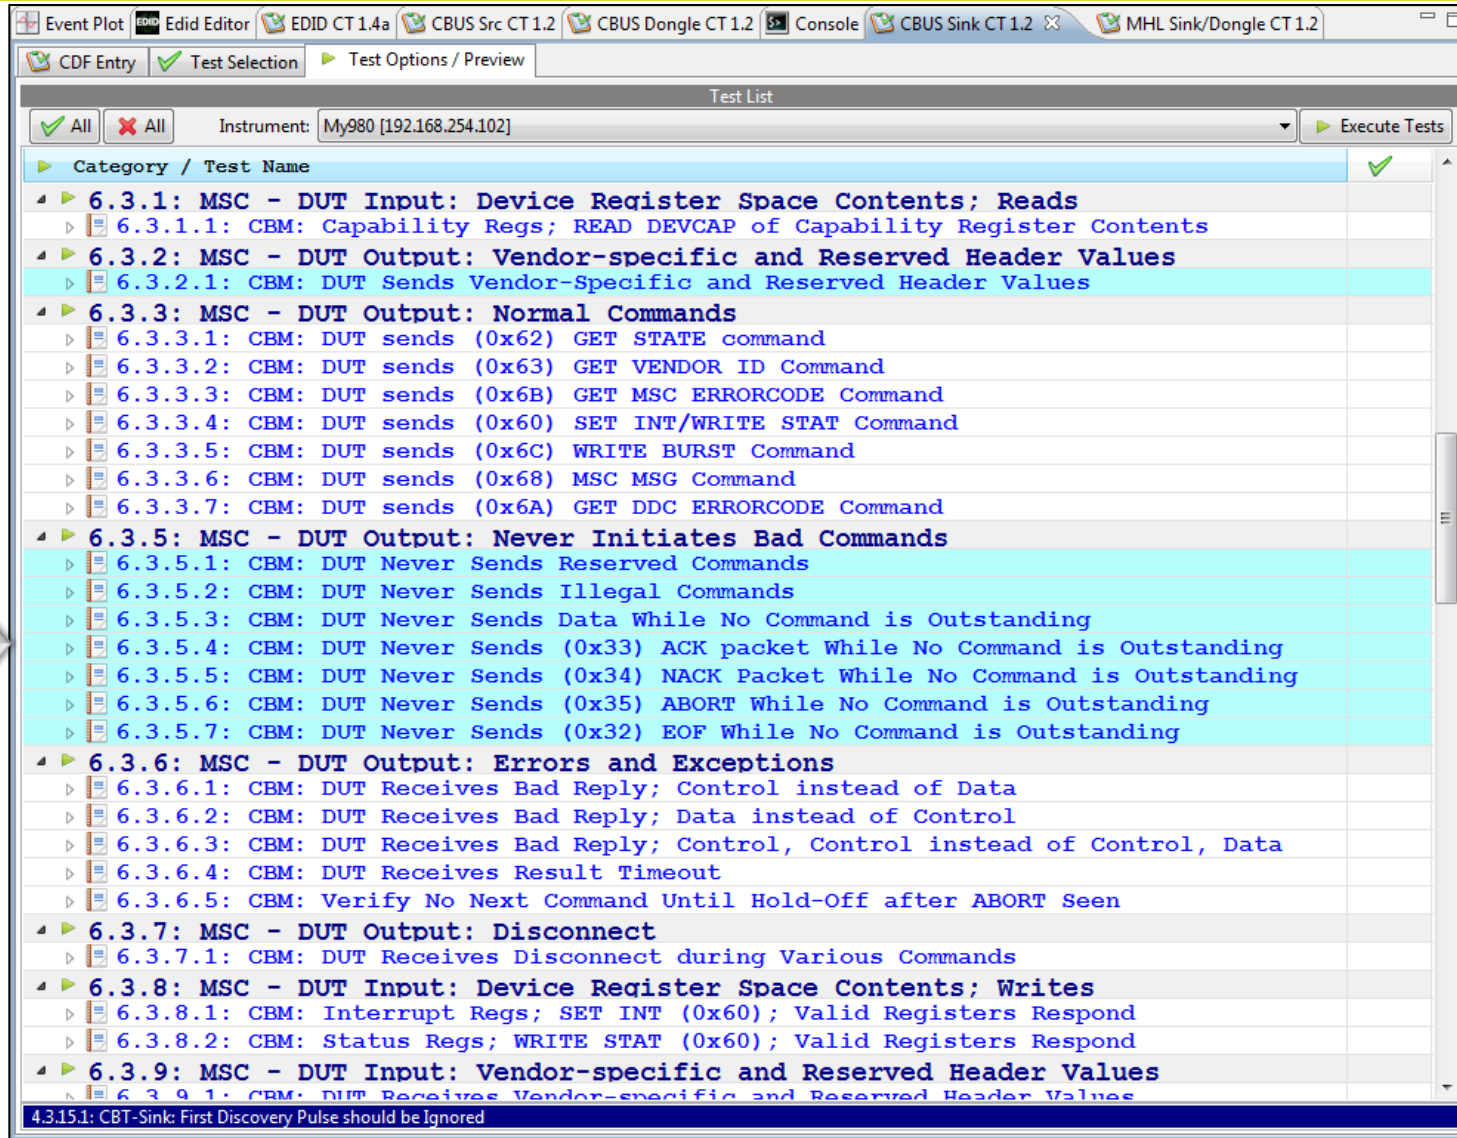 Event Plot EDID Edid Editor EDID CT 1.4a CBUS Src CT 1.2 CBUS Dongle CT 1.2 Console CBUS Sink CT 1.2 MHL Sink/Dongle CT 1.2
CDF Entry Test Selection Test Options / Preview
Test List
All All Instrument: My980 [192.168.254.102] Execute Tests
Category / Test Name
6.3.1: MSC - DUT Input: Device Register Space Contents; Reads
6.3.1.1: CBM: Capability Regs; READ DEVCAP of Capability Register Contents
6.3.2: MSC - DUT Output: Vendor-specific and Reserved Header Values
6.3.2.1: CBM: DUT Sends Vendor-Specific and Reserved Header Values
6.3.3: MSC - DUT Output: Normal Commands
6.3.3.1: CBM: DUT sends (0x62) GET STATE command
6.3.3.2: CBM: DUT sends (0x63) GET VENDOR ID Command
6.3.3.3: CBM: DUT sends (0x6B) GET MSC ERRORCODE Command
6.3.3.4: CBM: DUT sends (0x60) SET INT/WRITE STAT Command
6.3.3.5: CBM: DUT sends (0x6C) WRITE BURST Command
6.3.3.6: CBM: DUT sends (0x68) MSC MSG Command
6.3.3.7: CBM: DUT sends (0x6A) GET DDC ERRORCODE Command
6.3.5: MSC - DUT Output: Never Initiates Bad Commands
6.3.5.1: CBM: DUT Never Sends Reserved Commands
6.3.5.2: CBM: DUT Never Sends Illegal Commands
6.3.5.3: CBM: DUT Never Sends Data While No Command is Outstanding
6.3.5.4: CBM: DUT Never Sends (0x33) ACK packet While No Command is Outstanding
6.3.5.5: CBM: DUT Never Sends (0x34) NACK Packet While No Command is Outstanding
6.3.5.6: CBM: DUT Never Sends (0x35) ABORT While No Command is Outstanding
6.3.5.7: CBM: DUT Never Sends (0x32) EOF While No Command is Outstanding
6.3.6: MSC - DUT Output: Errors and Exceptions
6.3.6.1: CBM: DUT Receives Bad Reply; Control instead of Data
6.3.6.2: CBM: DUT Receives Bad Reply; Data instead of Control
6.3.6.3: CBM: DUT Receives Bad Reply; Control, Control instead of Control, Data
6.3.6.4: CBM: DUT Receives Result Timeout
6.3.6.5: CBM: Verify No Next Command Until Hold-Off after ABORT Seen
6.3.7: MSC - DUT Output: Disconnect
6.3.7.1: CBM: DUT Receives Disconnect during Various Commands
6.3.8: MSC - DUT Input: Device Register Space Contents; Writes
6.3.8.1: CBM: Interrupt Regs; SET INT (0x60); Valid Registers Respond
6.3.8.2: CBM: Status Regs; WRITE STAT (0x60); Valid Registers Respond
6.3.9: MSC - DUT Input: Vendor-specific and Reserved Header Values
6.3.9.1: CBM: DUT Receives Vendor-specific and Reserved Header Values
4.3.15.1: CBT-Sink: First Discovery Pulse should be Ignored